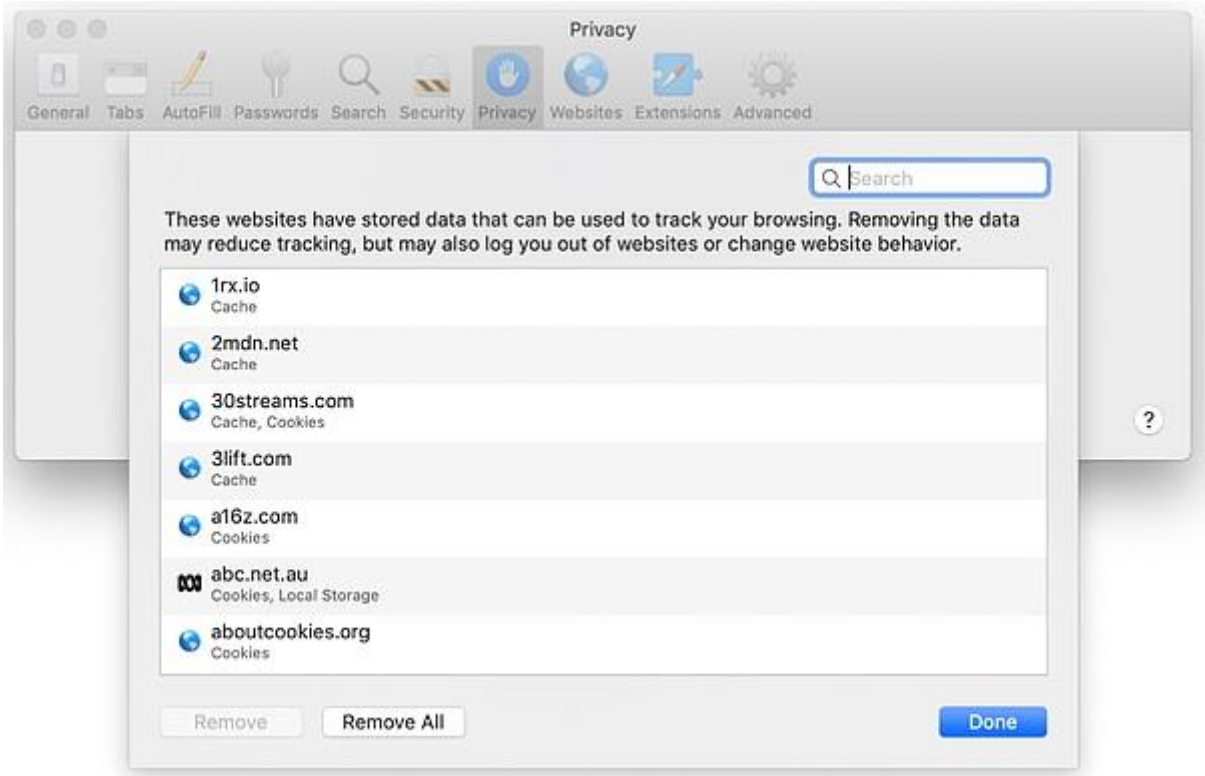 Privacy
General Tabs AutoFill Passwords Search Security Privacy Websites Extensions Advanced
Search
These websites have stored data that can be used to track your browsing. Removing the data
may reduce tracking, but may also log you out of websites or change website behavior.
1rx.io
Cache
2mdn.net
Cache
30streams.com
Cache, Cookies
3lift.com
Cache
a16z.com
Cookies
abc.net.au
Cookies, Local Storage
aboutcookies.org
Cookies
?
Remove Remove All Done